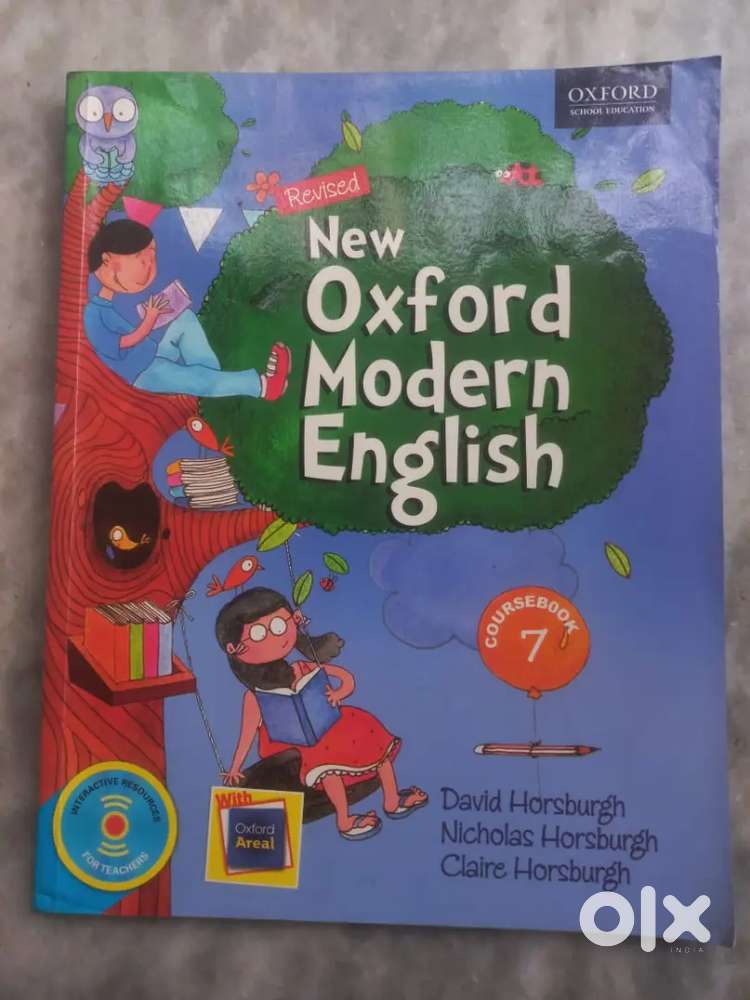 OXFORD
SCHOOL EDUCATION
Revised
New
Oxford
Modern
English
COURSEBOOK
7
INTERACTIVE RESOURCES
FOR TEACHERS
With
Oxford
Areal
David Horsburgh
Nicholas Horsburgh
Claire Horsburgh
olx
INDIA